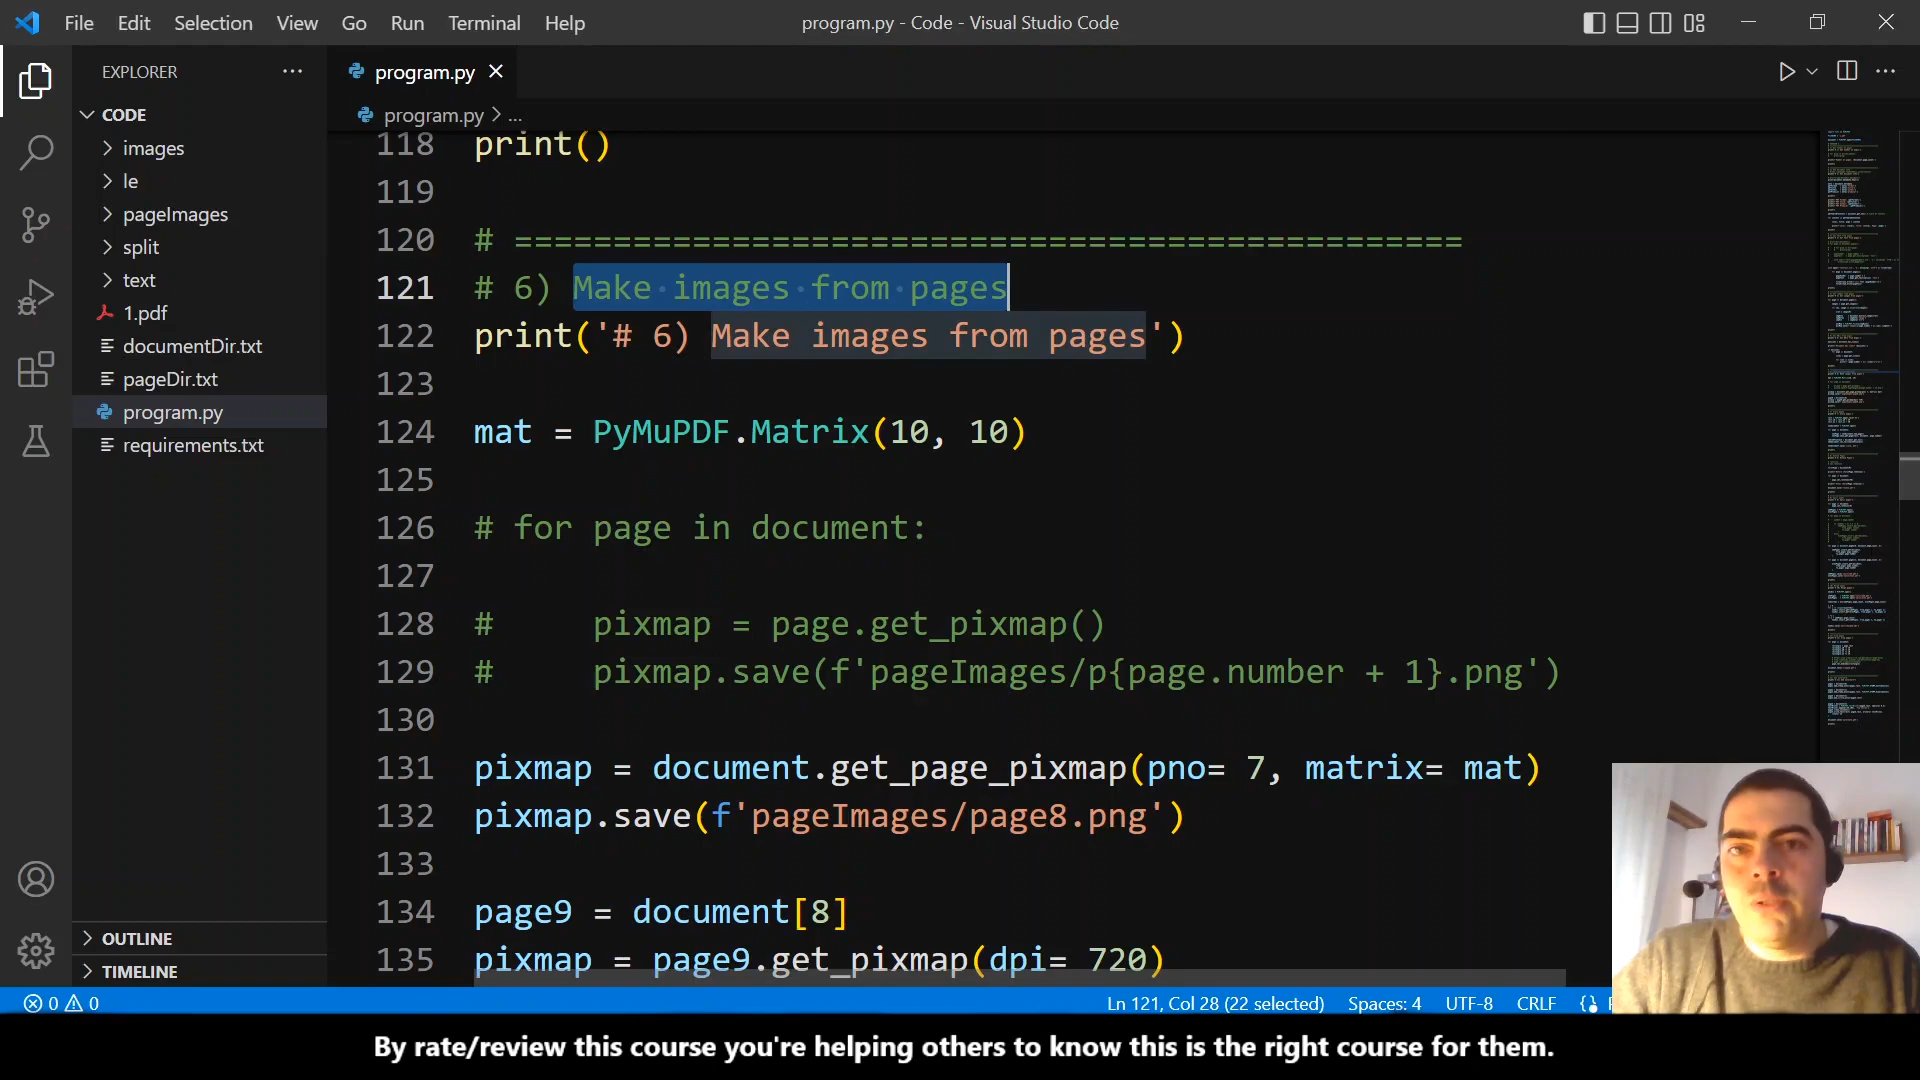 File Edit Selection View Go Run Terminal Help
program.py - Code - Visual Studio Code
EXPLORER
CODE
images
le
pageImages
split
text
1.pdf
documentDir.txt
pageDir.txt
program.py
requirements.txt
OUTLINE
TIMELINE
program.py
program.py > ...
118 print()
119
120 # ================================================
121 # 6) Make images from pages
122 print('# 6) Make images from pages')
123
124 mat = PyMuPDF.Matrix(10, 10)
125
126 # for page in document:
127
128 #     pixmap = page.get_pixmap()
129 #     pixmap.save(f'pageImages/p{page.number + 1}.png')
130
131 pixmap = document.get_page_pixmap(pno= 7, matrix= mat)
132 pixmap.save(f'pageImages/page8.png')
133
134 page9 = document[8]
135 pixmap = page9.get_pixmap(dpi= 720)
0 0
Ln 121, Col 28 (22 selected) Spaces: 4 UTF-8 CRLF {}
By rate/review this course you're helping others to know this is the right course for them.